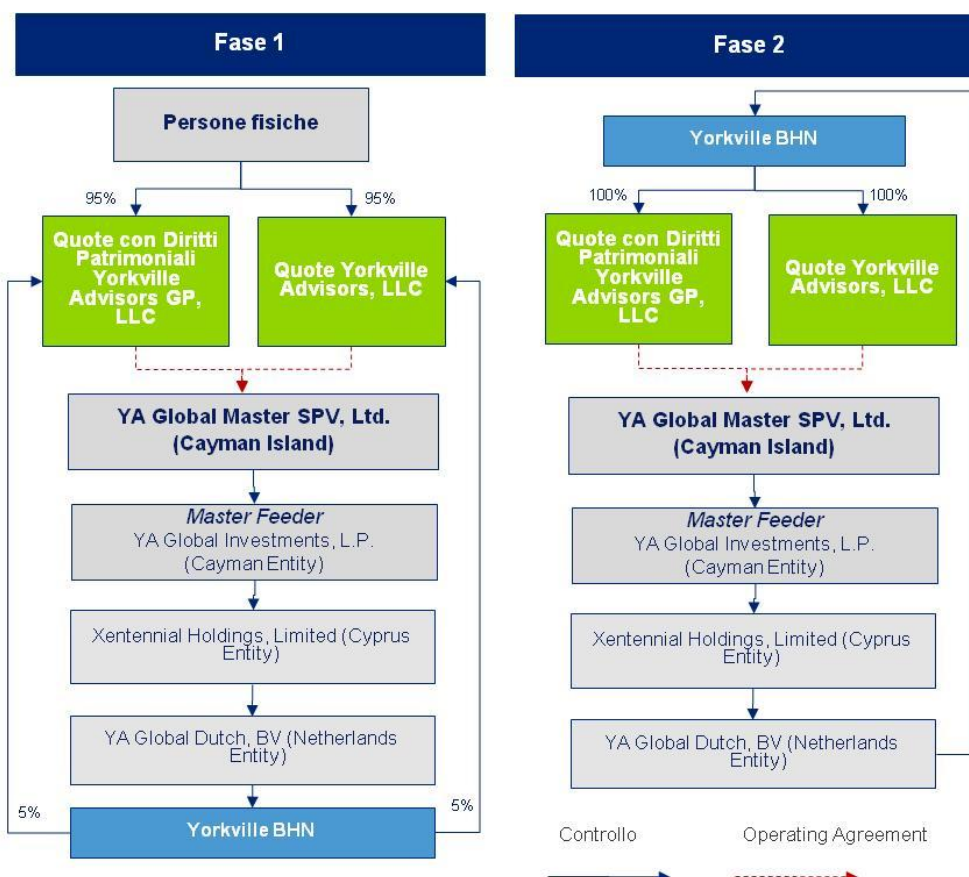 Fase 1
Persone fisiche
95%
95%
Quote con Diritti
Patrimoniali
Yorkville
Advisors GP,
LLC
Quote Yorkville
Advisors, LLC
YA Global Master SPV, Ltd.
(Cayman Island)
Master Feeder
YA Global Investments, L.P.
(Cayman Entity)
Xentennial Holdings, Limited (Cyprus
Entity)
YA Global Dutch, BV (Netherlands
Entity)
5%
5%
Yorkville BHN
Fase 2
Yorkville BHN
100%
100%
Quote con Diritti
Patrimoniali
Yorkville
Advisors GP,
LLC
Quote Yorkville
Advisors, LLC
YA Global Master SPV, Ltd.
(Cayman Island)
Master Feeder
YA Global Investments, L.P.
(Cayman Entity)
Xentennial Holdings, Limited (Cyprus
Entity)
YA Global Dutch, BV (Netherlands
Entity)
Controllo
Operating Agreement